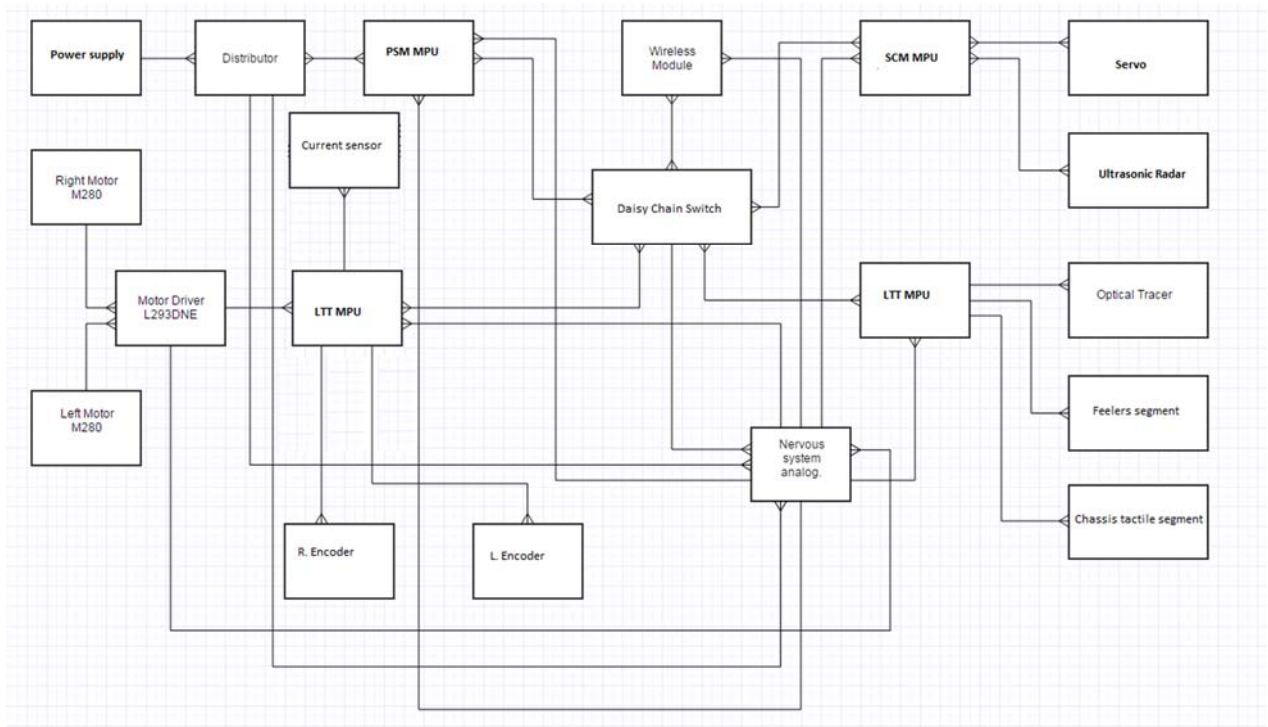 Power supply
Distributor
PSM MPU
Wireless
Module
SCM MPU
Servo
Current sensor
Right Motor
M280
Ultrasonic Radar
Daisy Chain Switch
Motor Driver
L293DNE
LTT MPU
LTT MPU
Optical Tracer
Left Motor
M280
Feelers segment
Nervous
system
analog.
Chassis tactile segment
R. Encoder
L. Encoder